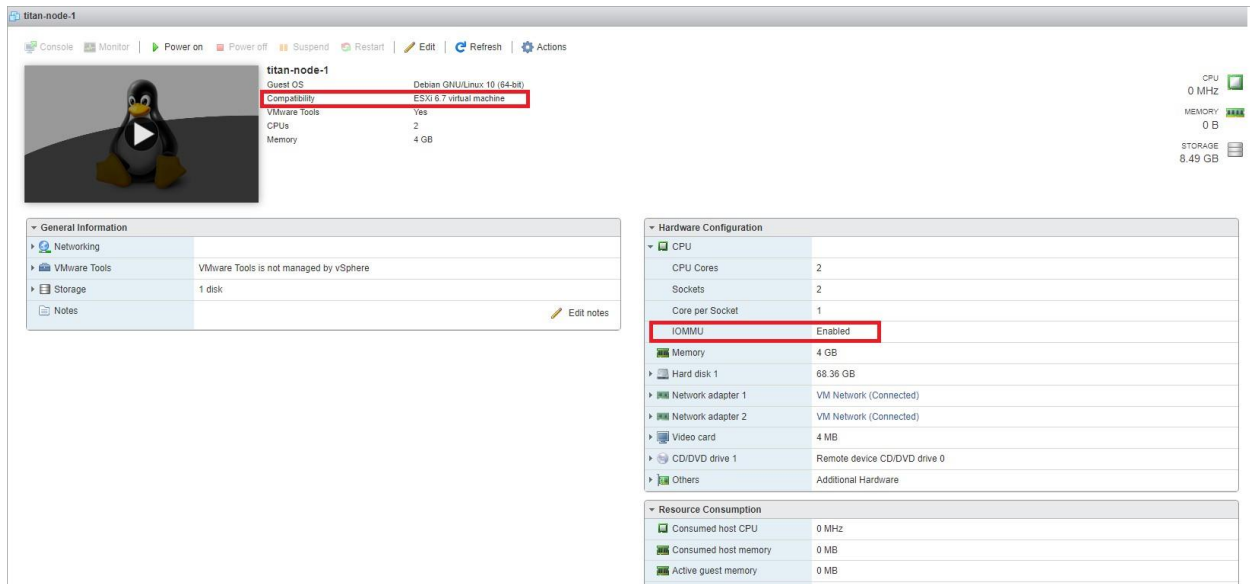 titan-node-1
Console Monitor Power on Power off Suspend Restart Edit Refresh Actions
titan-node-1
Guest OS Debian GNU/Linux 10 (64-bit)
Compatibility ESXi 6.7 virtual machine
VMware Tools Yes
CPUs 2
Memory 4 GB
CPU
0 MHz
MEMORY
0 B
STORAGE
8.49 GB
General Information
Networking
VMware Tools VMware Tools is not managed by vSphere
Storage 1 disk
Notes Edit notes
Hardware Configuration
CPU
CPU Cores 2
Sockets 2
Core per Socket 1
IOMMU Enabled
Memory 4 GB
Hard disk 1 68.36 GB
Network adapter 1 VM Network (Connected)
Network adapter 2 VM Network (Connected)
Video card 4 MB
CD/DVD drive 1 Remote device CD/DVD drive 0
Others Additional Hardware
Resource Consumption
Consumed host CPU 0 MHz
Consumed host memory 0 MB
Active guest memory 0 MB